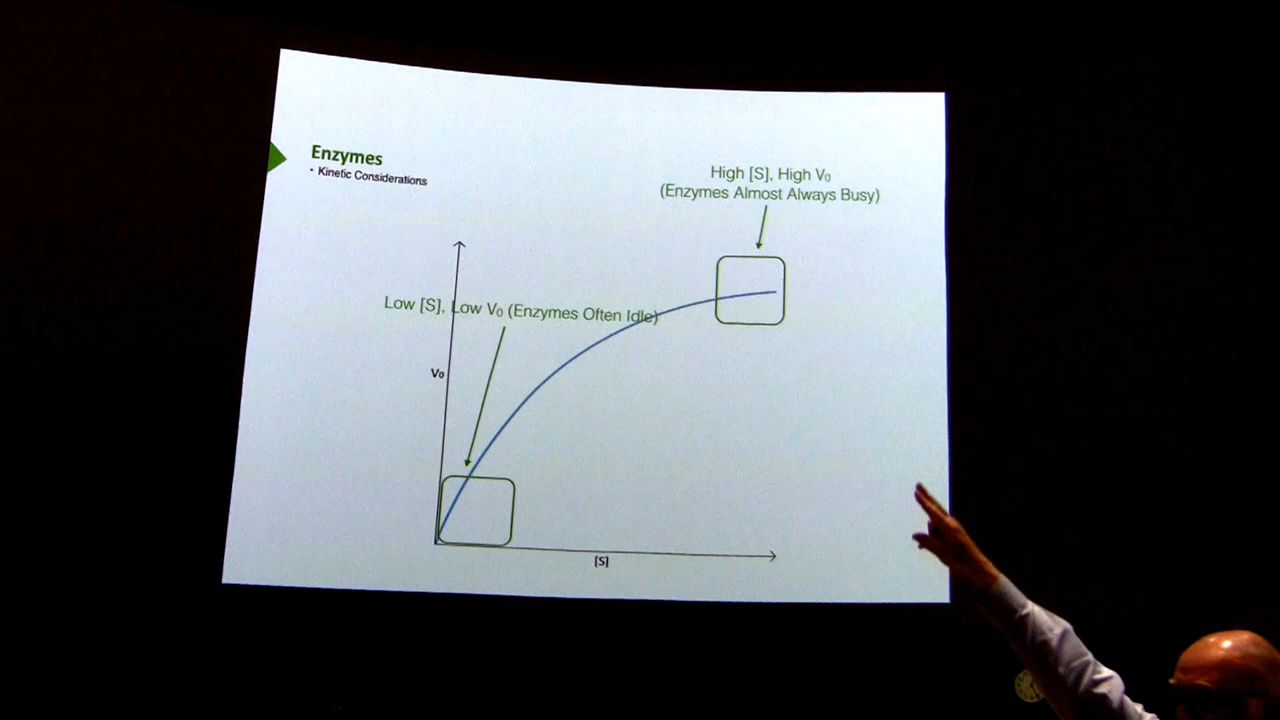 Enzymes
• Kinetic Considerations
High [S], High V₀
(Enzymes Almost Always Busy)
Low [S], Low V₀ (Enzymes Often Idle)
V₀
[S]